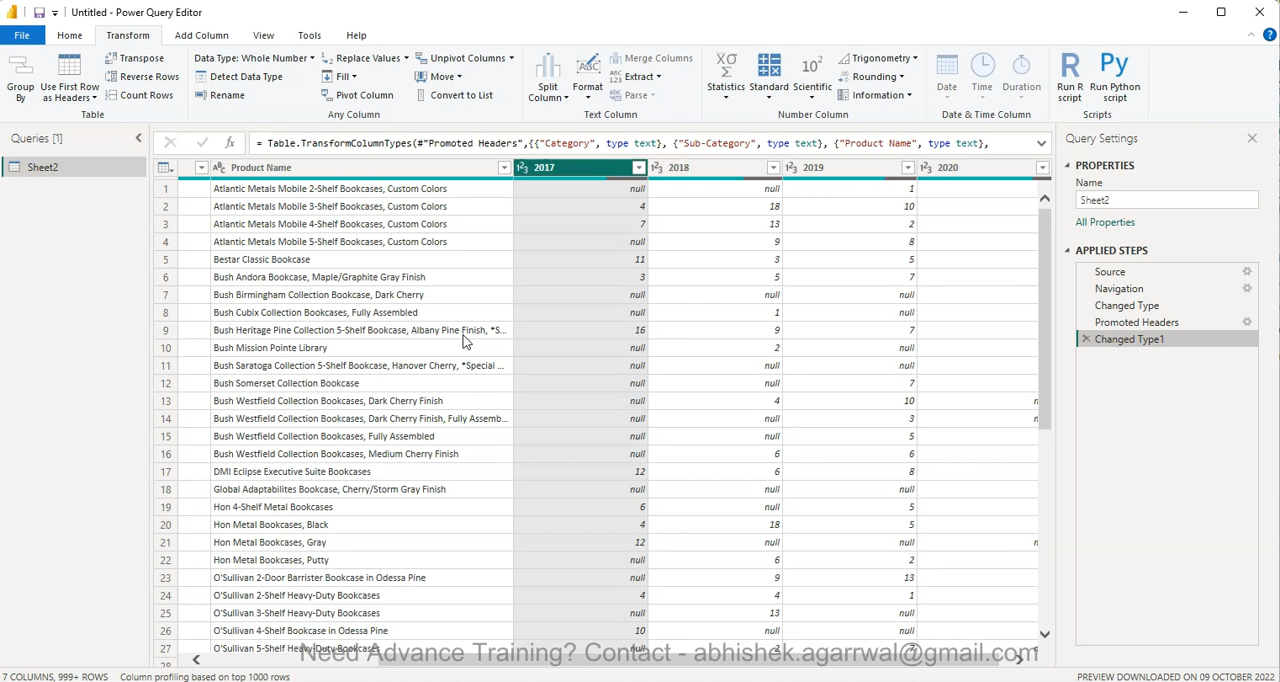 Untitled - Power Query Editor
File Home Transform Add Column View Tools Help
Group By
Use First Row as Headers
Transpose
Reverse Rows
Count Rows
Table
Data Type: Whole Number
Detect Data Type
Rename
Replace Values
Fill
Pivot Column
Unpivot Columns
Move
Convert to List
Any Column
Split Column
Format
Merge Columns
Extract
Parse
Text Column
Statistics
Standard
Scientific
Trigonometry
Rounding
Information
Number Column
Date
Time
Duration
Date & Time Column
Run R script
Run Python script
Scripts
Queries [1]
Sheet2
= Table.TransformColumnTypes(#"Promoted Headers",{{"Category", type text}, {"Sub-Category", type text}, {"Product Name", type text},
Product Name 2017 2018 2019 2020
1 Atlantic Metals Mobile 2-Shelf Bookcases, Custom Colors null null 1
2 Atlantic Metals Mobile 3-Shelf Bookcases, Custom Colors 4 18 10
3 Atlantic Metals Mobile 4-Shelf Bookcases, Custom Colors 7 13 2
4 Atlantic Metals Mobile 5-Shelf Bookcases, Custom Colors null 9 8
5 Bestar Classic Bookcase 11 3 5
6 Bush Andora Bookcase, Maple/Graphite Gray Finish 3 5 7
7 Bush Birmingham Collection Bookcase, Dark Cherry null null null
8 Bush Cubix Collection Bookcases, Fully Assembled null 1 null
9 Bush Heritage Pine Collection 5-Shelf Bookcase, Albany Pine Finish, *S... 16 9 7
10 Bush Mission Pointe Library null 2 null
11 Bush Saratoga Collection 5-Shelf Bookcase, Hanover Cherry, *Special ... null null null
12 Bush Somerset Collection Bookcase null null 7
13 Bush Westfield Collection Bookcases, Dark Cherry Finish null 4 10 n
14 Bush Westfield Collection Bookcases, Dark Cherry Finish, Fully Assemb... null null 3 n
15 Bush Westfield Collection Bookcases, Fully Assembled null null 5
16 Bush Westfield Collection Bookcases, Medium Cherry Finish null 6 6
17 DMI Eclipse Executive Suite Bookcases 12 6 8
18 Global Adaptabilites Bookcase, Cherry/Storm Gray Finish null null null
19 Hon 4-Shelf Metal Bookcases 6 null 5
20 Hon Metal Bookcases, Black 4 18 5
21 Hon Metal Bookcases, Gray 12 null null n
22 Hon Metal Bookcases, Putty null 6 2
23 O'Sullivan 2-Door Barrister Bookcase in Odessa Pine null 9 13
24 O'Sullivan 2-Shelf Heavy-Duty Bookcases 4 4 1
25 O'Sullivan 3-Shelf Heavy-Duty Bookcases null 13 null
26 O'Sullivan 4-Shelf Bookcase in Odessa Pine 10 null null
27 O'Sullivan 5-Shelf Heavy-Duty Bookcases null 2 7
28
Need Advance Training? Contact - abhishek.agarrwal@gmail.com
Query Settings
PROPERTIES
Name
Sheet2
All Properties
APPLIED STEPS
Source
Navigation
Changed Type
Promoted Headers
Changed Type1
7 COLUMNS, 999+ ROWS Column profiling based on top 1000 rows PREVIEW DOWNLOADED ON 09 OCTOBER 2022